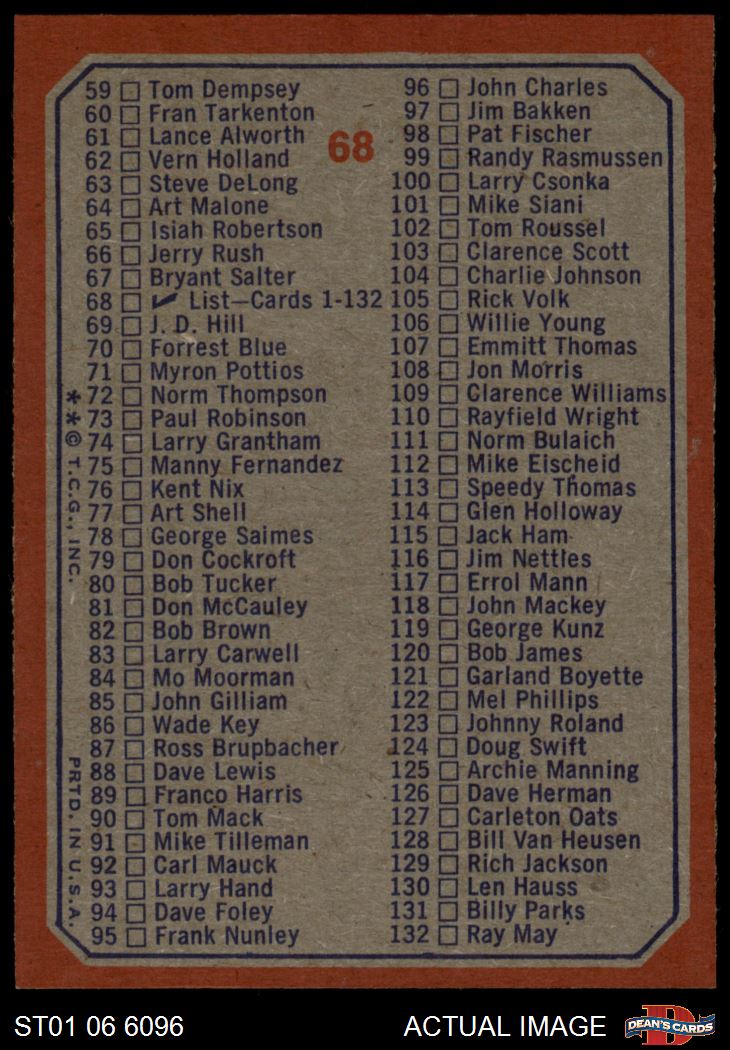 68
59 Tom Dempsey
60 Fran Tarkenton
61 Lance Alworth
62 Vern Holland
63 Steve DeLong
64 Art Malone
65 Isiah Robertson
66 Jerry Rush
67 Bryant Salter
68 ✔ List—Cards 1-132
69 J. D. Hill
70 Forrest Blue
71 Myron Pottios
72 Norm Thompson
73 Paul Robinson
74 Larry Grantham
75 Manny Fernandez
76 Kent Nix
77 Art Shell
78 George Saimes
79 Don Cockroft
80 Bob Tucker
81 Don McCauley
82 Bob Brown
83 Larry Carwell
84 Mo Moorman
85 John Gilliam
86 Wade Key
87 Ross Brupbacher
88 Dave Lewis
89 Franco Harris
90 Tom Mack
91 Mike Tilleman
92 Carl Mauck
93 Larry Hand
94 Dave Foley
95 Frank Nunley
96 John Charles
97 Jim Bakken
98 Pat Fischer
99 Randy Rasmussen
100 Larry Csonka
101 Mike Siani
102 Tom Roussel
103 Clarence Scott
104 Charlie Johnson
105 Rick Volk
106 Willie Young
107 Emmitt Thomas
108 Jon Morris
109 Clarence Williams
110 Rayfield Wright
111 Norm Bulaich
112 Mike Eischeid
113 Speedy Thomas
114 Glen Holloway
115 Jack Ham
116 Jim Nettles
117 Errol Mann
118 John Mackey
119 George Kunz
120 Bob James
121 Garland Boyette
122 Mel Phillips
123 Johnny Roland
124 Doug Swift
125 Archie Manning
126 Dave Herman
127 Carleton Oats
128 Bill Van Heusen
129 Rich Jackson
130 Len Hauss
131 Billy Parks
132 Ray May
**© T.C.G., INC.
PRTD. IN U.S.A.
ST01 06 6096
ACTUAL IMAGE
D
DEAN'S CARDS